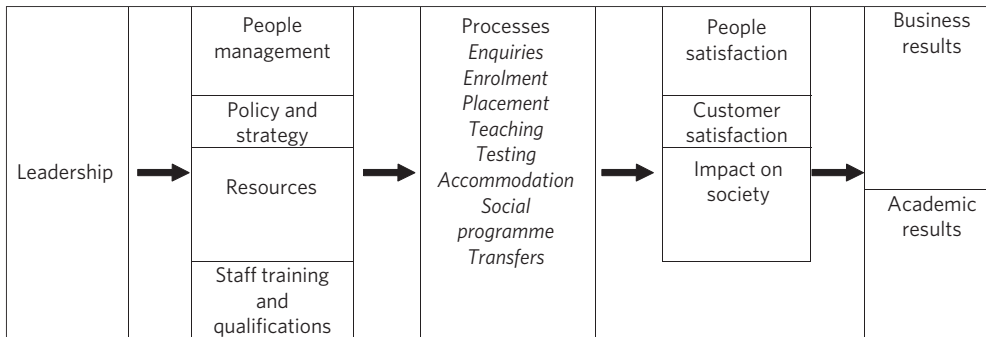 Leadership
People
management
Policy and
strategy
Resources
Staff training
and
qualifications
Processes
Enquiries
Enrolment
Placement
Teaching
Testing
Accommodation
Social
programme
Transfers
People
satisfaction
Customer
satisfaction
Impact on
society
Business
results
Academic
results